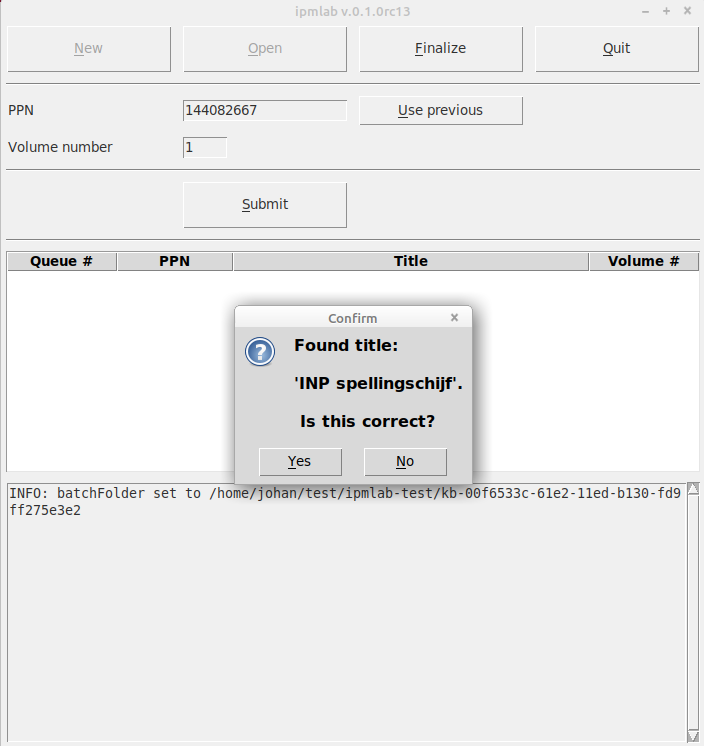 ipmlab v.0.1.0rc13
New Open Finalize Quit
PPN 144082667 Use previous
Volume number 1
Submit
Queue # PPN Title Volume #
Confirm
Found title:
'INP spellingschijf'.
Is this correct?
Yes No
INFO: batchFolder set to /home/johan/test/ipmlab-test/kb-00f6533c-61e2-11ed-b130-fd9
ff275e3e2